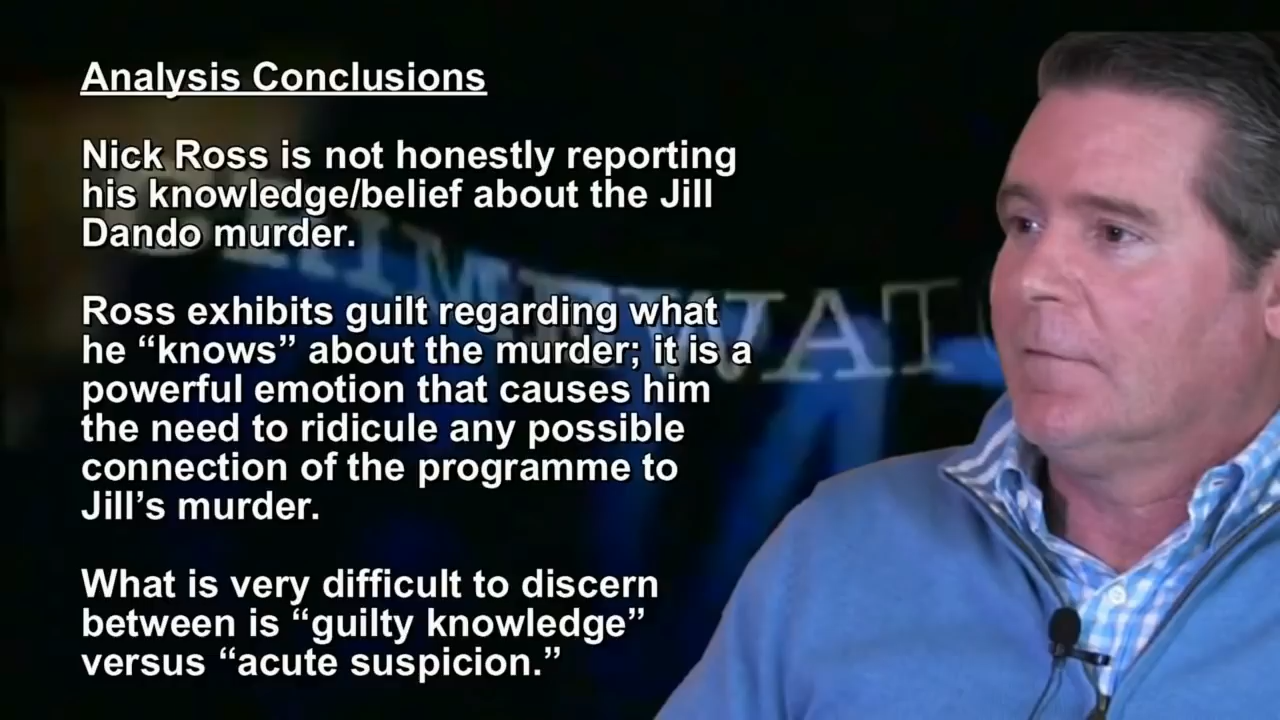 Analysis Conclusions
Nick Ross is not honestly reporting
his knowledge/belief about the Jill
Dando murder.
Ross exhibits guilt regarding what
he “knows” about the murder; it is a
powerful emotion that causes him
the need to ridicule any possible
connection of the programme to
Jill’s murder.
What is very difficult to discern
between is “guilty knowledge”
versus “acute suspicion.”
CRIMEWAT